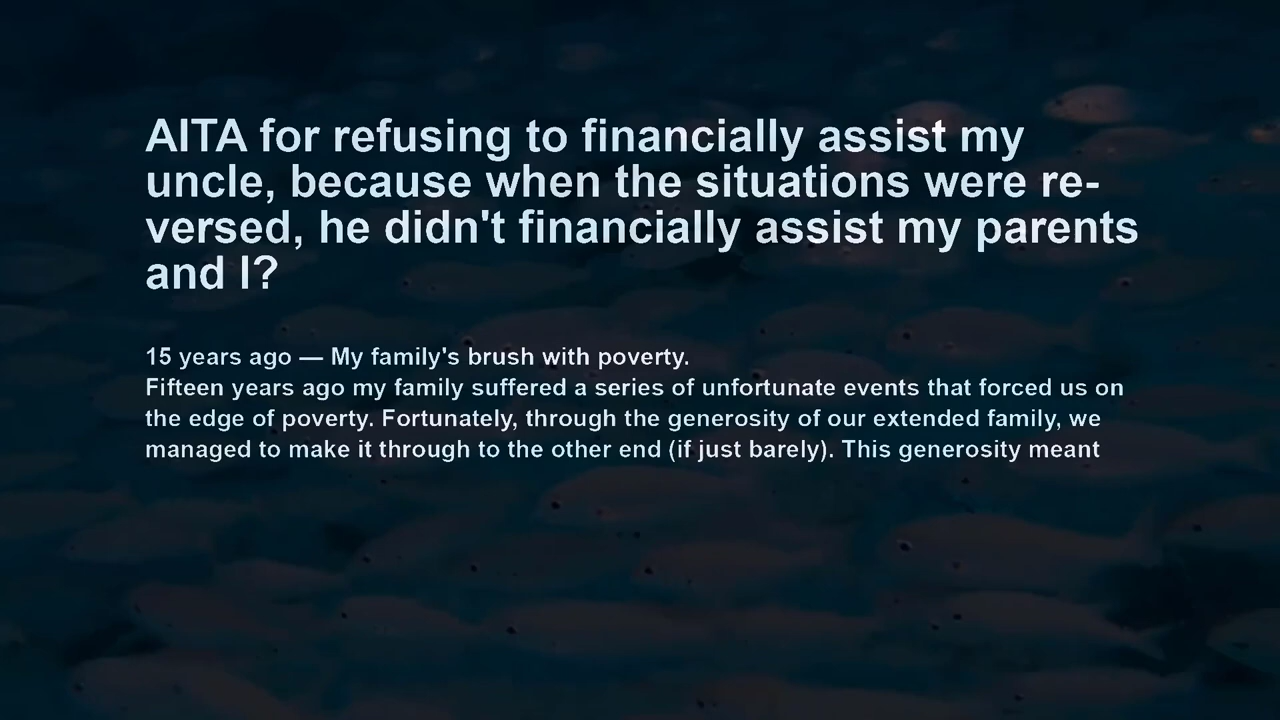 AITA for refusing to financially assist my
uncle, because when the situations were re-
versed, he didn't financially assist my parents
and I?
15 years ago — My family's brush with poverty.
Fifteen years ago my family suffered a series of unfortunate events that forced us on
the edge of poverty. Fortunately, through the generosity of our extended family, we
managed to make it through to the other end (if just barely). This generosity meant